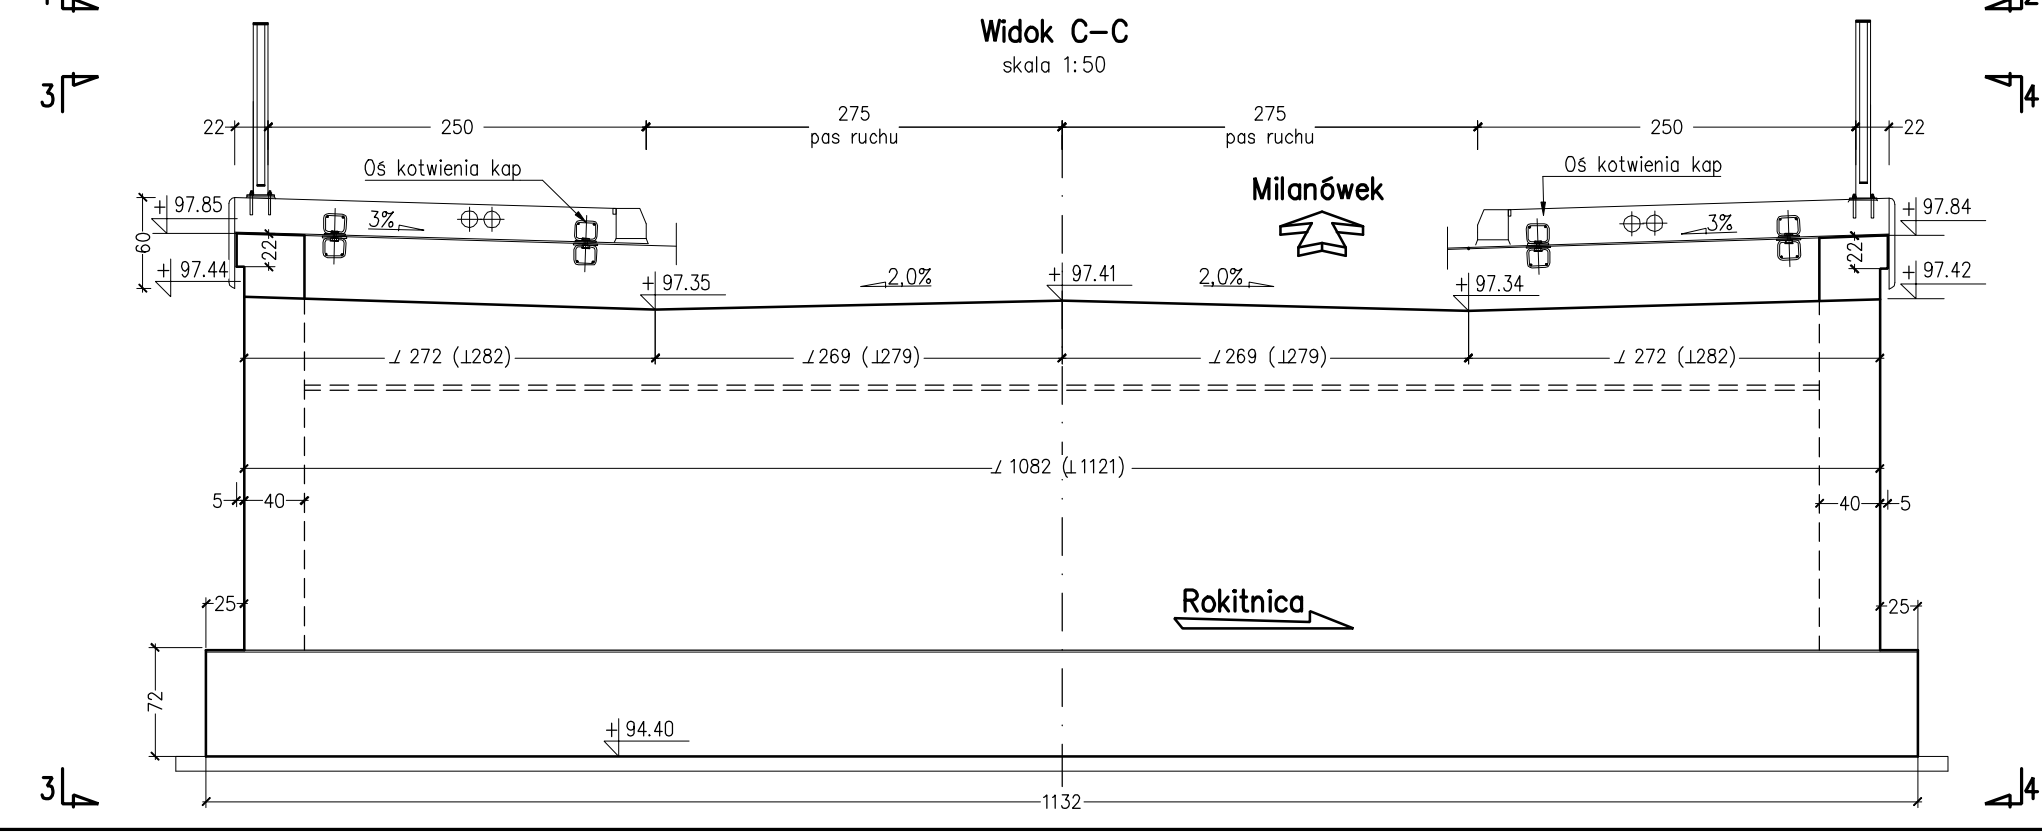 Widok C-C
skala 1:50
3
4
22
250
275
pas ruchu
275
pas ruchu
250
22
Oś kotwienia kap
Oś kotwienia kap
Milanówek
+ 97.85
3%
3%
+ 97.84
60
22
22
+ 97.44
+ 97.35
2,0%
+ 97.41
2,0%
+ 97.34
+ 97.42
⊥ 272 (⊥282)
⊥ 269 (⊥279)
⊥ 269 (⊥279)
⊥ 272 (⊥282)
⊥ 1082 (⊥1121)
5
40
40
5
25
Rokitnica
25
72
+ 94.40
3
4
1132